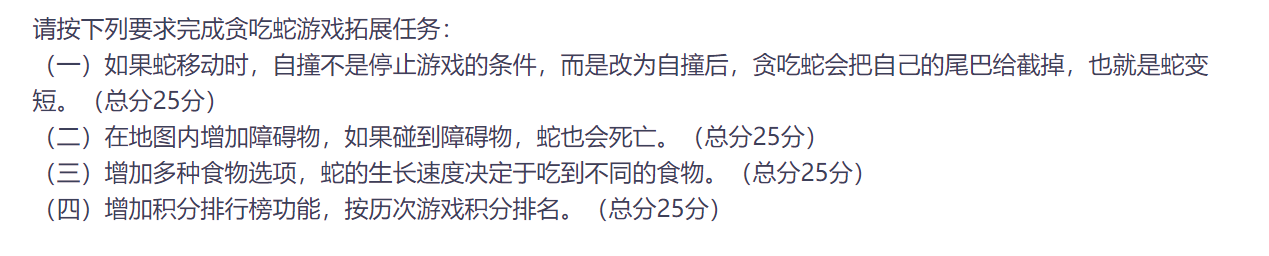 请按下列要求完成贪吃蛇游戏拓展任务：
（一）如果蛇移动时，自撞不是停止游戏的条件，而是改为自撞后，贪吃蛇会把自己的尾巴给截掉，也就是蛇变
短。（总分25分）
（二）在地图内增加障碍物，如果碰到障碍物，蛇也会死亡。（总分25分）
（三）增加多种食物选项，蛇的生长速度决定于吃到不同的食物。（总分25分）
（四）增加积分排行榜功能，按历次游戏积分排名。（总分25分）